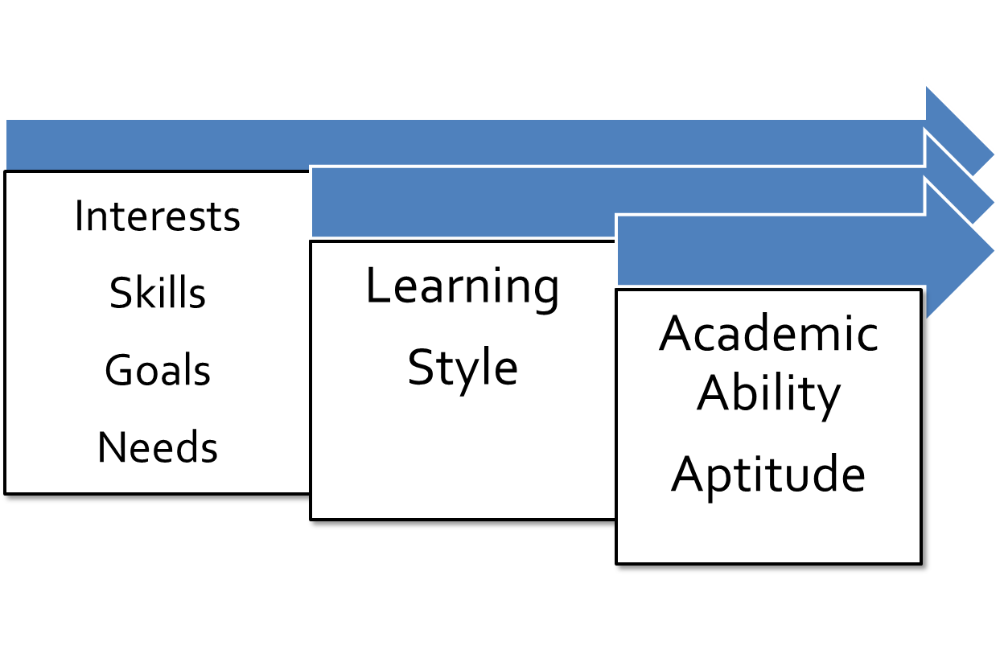 Interests
Skills
Goals
Needs
Learning
Style
Academic
Ability
Aptitude